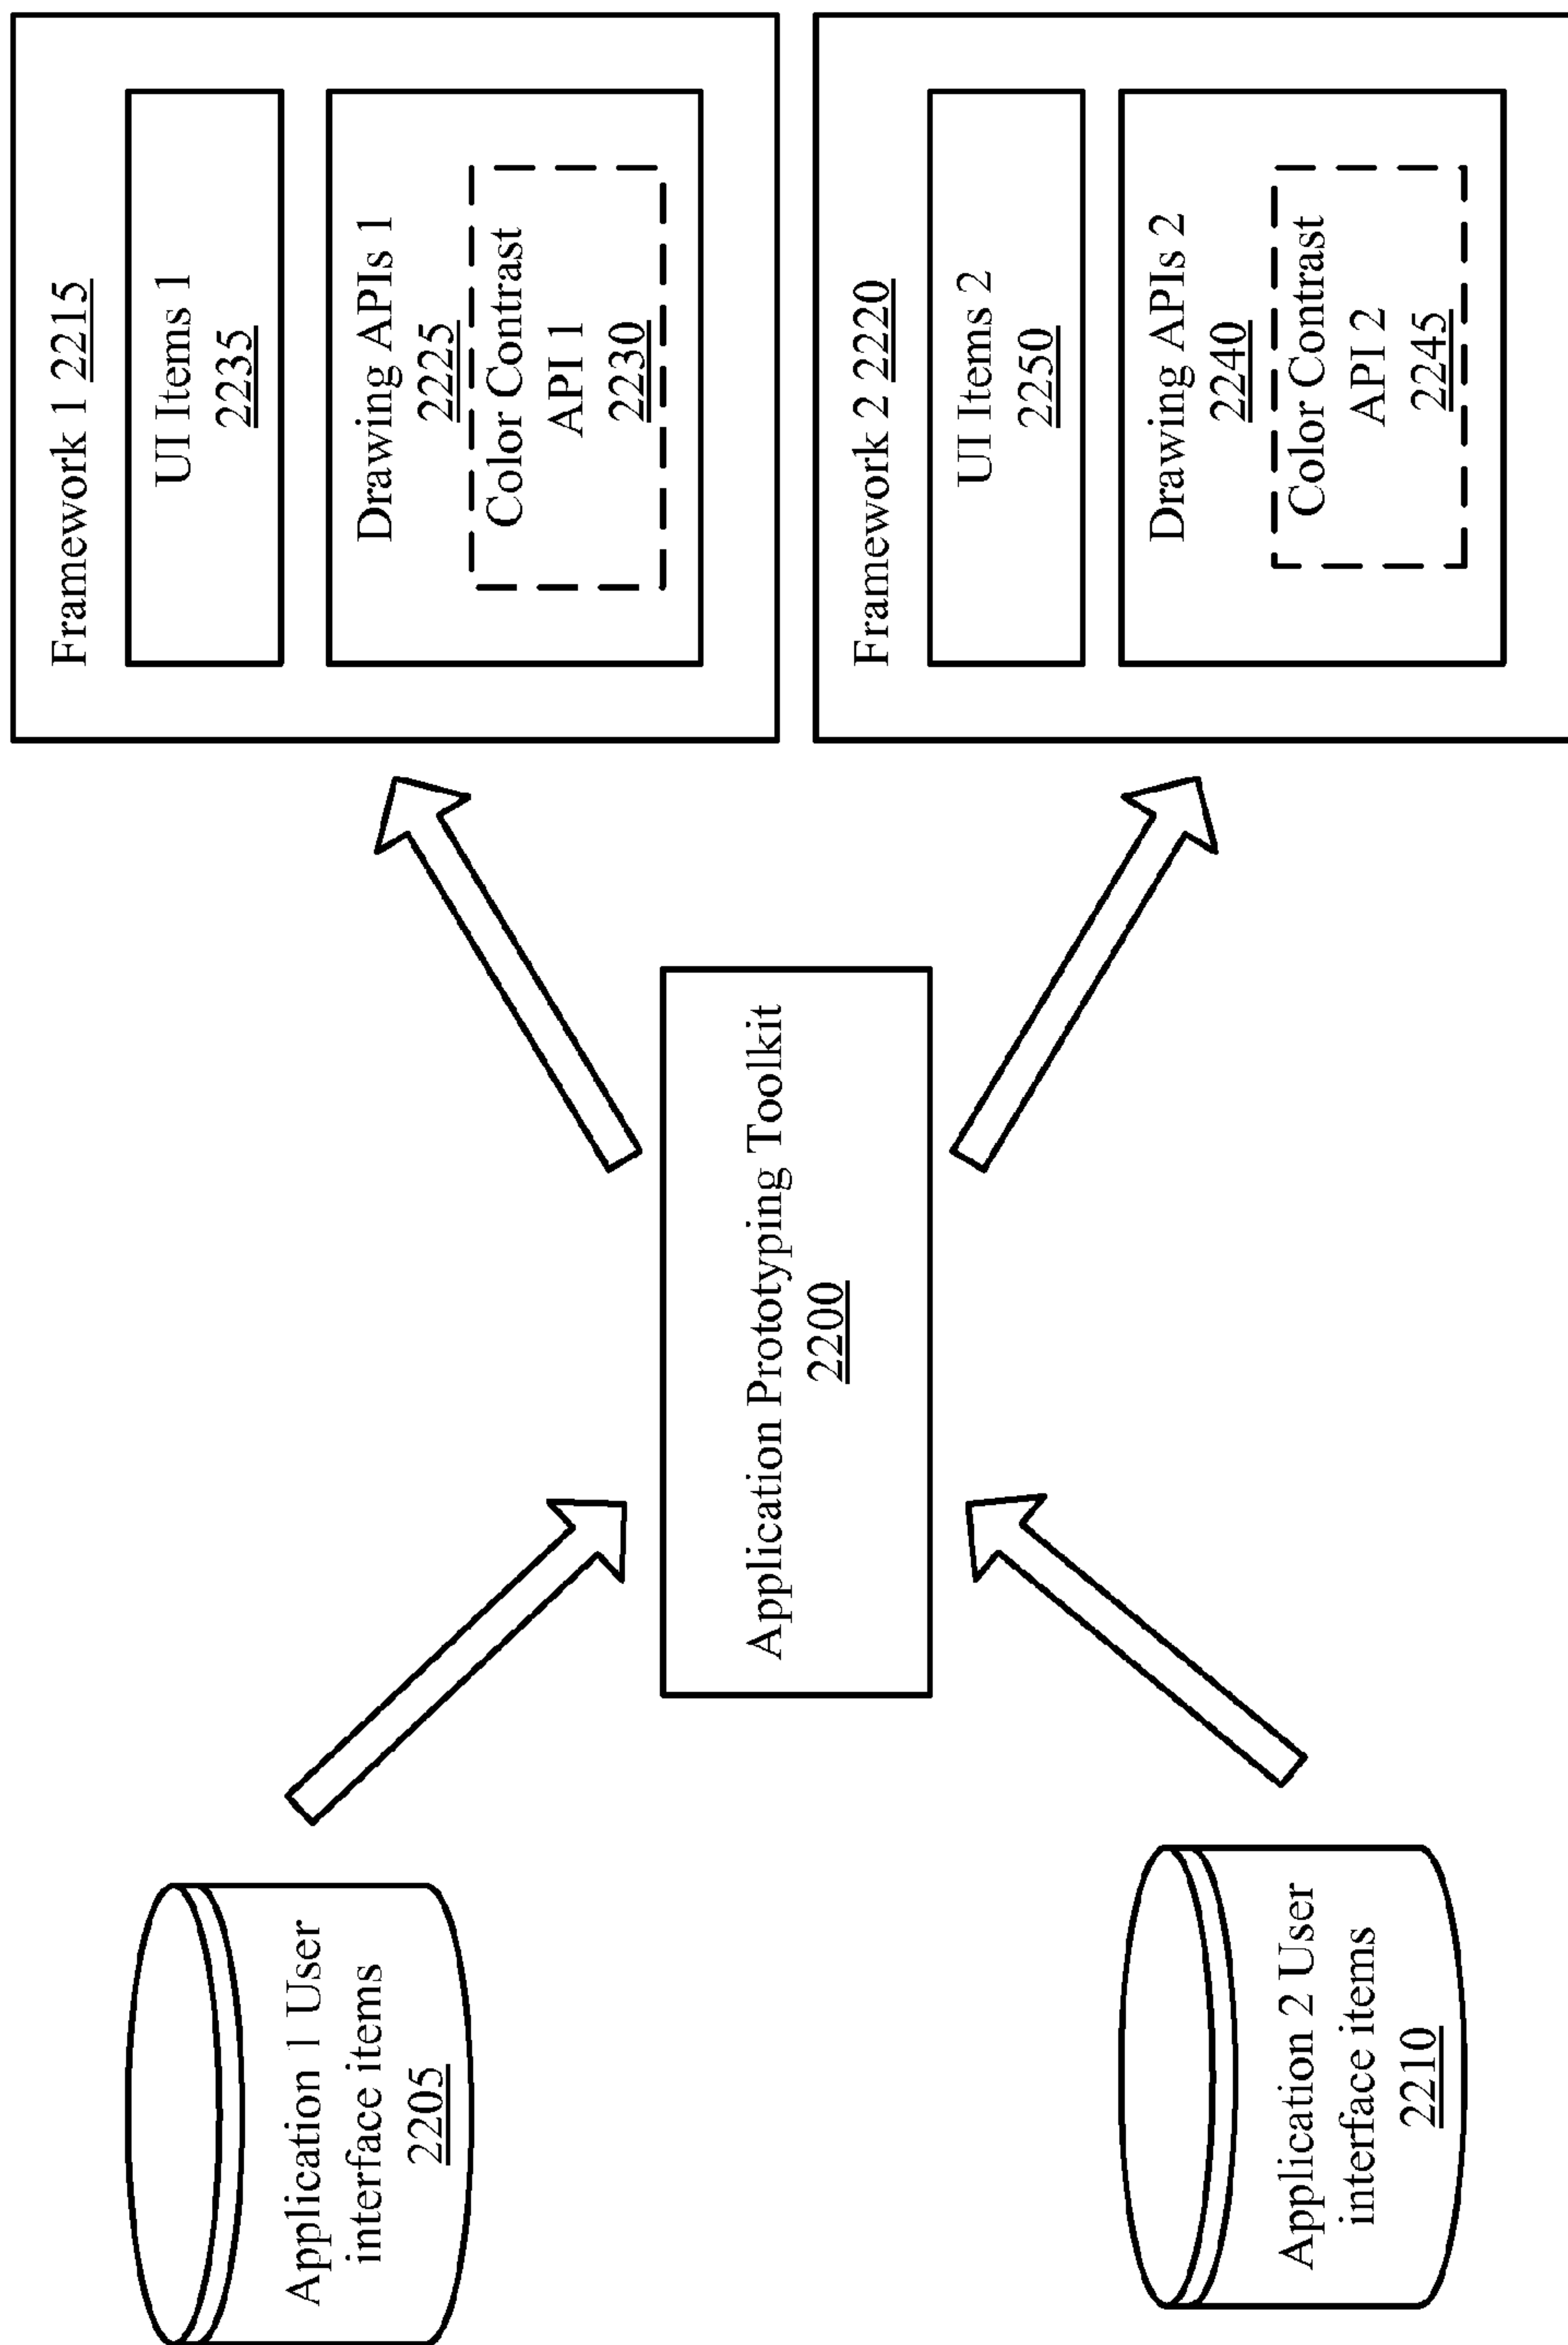 Application 1 User
interface items
2205
Application 2 User
interface items
2210
Application Prototyping Toolkit
2200
Framework 1 2215
UI Items 1
2235
Drawing APIs 1
2225
Color Contrast
API 1
2230
Framework 2 2220
UI Items 2
2250
Drawing APIs 2
2240
Color Contrast
API 2
2245